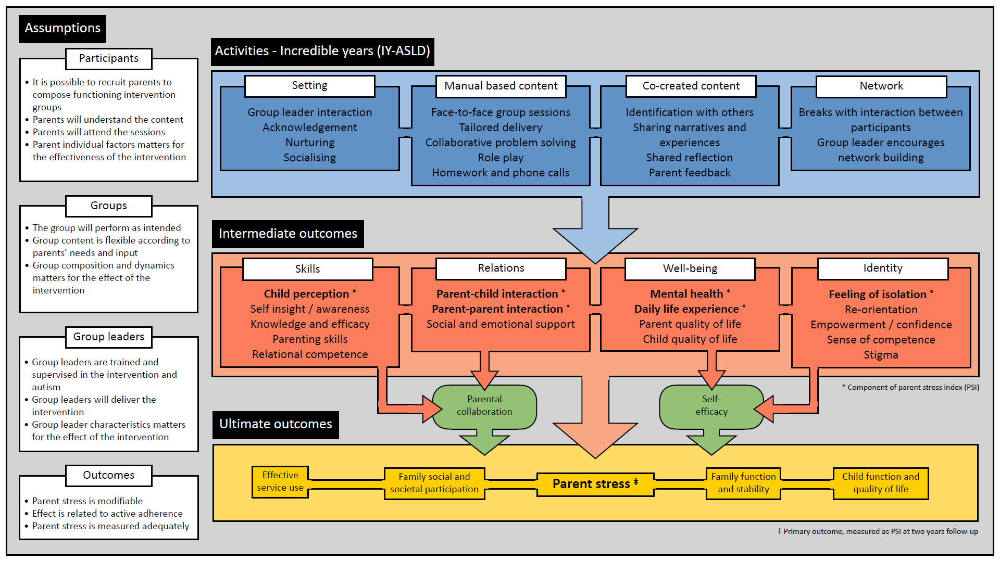 Assumptions
Participants
• It is possible to recruit parents to
compose functioning intervention
groups
• Parents will understand the content
• Parents will attend the sessions
• Parent individual factors matters for
the effectiveness of the intervention
Groups
• The group will perform as intended
• Group content is flexible according to
parents’ needs and input
• Group composition and dynamics
matters for the effect of the
intervention
Group leaders
• Group leaders are trained and
supervised in the intervention and
autism
• Group leaders will deliver the
intervention
• Group leader characteristics matters
for the effect of the intervention
Outcomes
• Parent stress is modifiable
• Effect is related to active adherence
• Parent stress is measured adequately
Activities - Incredible years (IY-ASLD)
Setting
Group leader interaction
Acknowledgement
Nurturing
Socialising
Manual based content
Face-to-face group sessions
Tailored delivery
Collaborative problem solving
Role play
Homework and phone calls
Co-created content
Identification with others
Sharing narratives and
experiences
Shared reflection
Parent feedback
Network
Breaks with interaction between
participants
Group leader encourages
network building
Intermediate outcomes
Skills
Child perception *
Self insight / awareness
Knowledge and efficacy
Parenting skills
Relational competence
Relations
Parent-child interaction *
Parent-parent interaction *
Social and emotional support
Well-being
Mental health *
Daily life experience *
Parent quality of life
Child quality of life
Identity
Feeling of isolation *
Re-orientation
Empowerment / confidence
Sense of competence
Stigma
* Component of parent stress index (PSI)
Parental
collaboration
Self-
efficacy
Ultimate outcomes
Effective
service use
Family social and
societal participation
Parent stress ‡
Family function
and stability
Child function and
quality of life
‡ Primary outcome, measured as PSI at two years follow-up